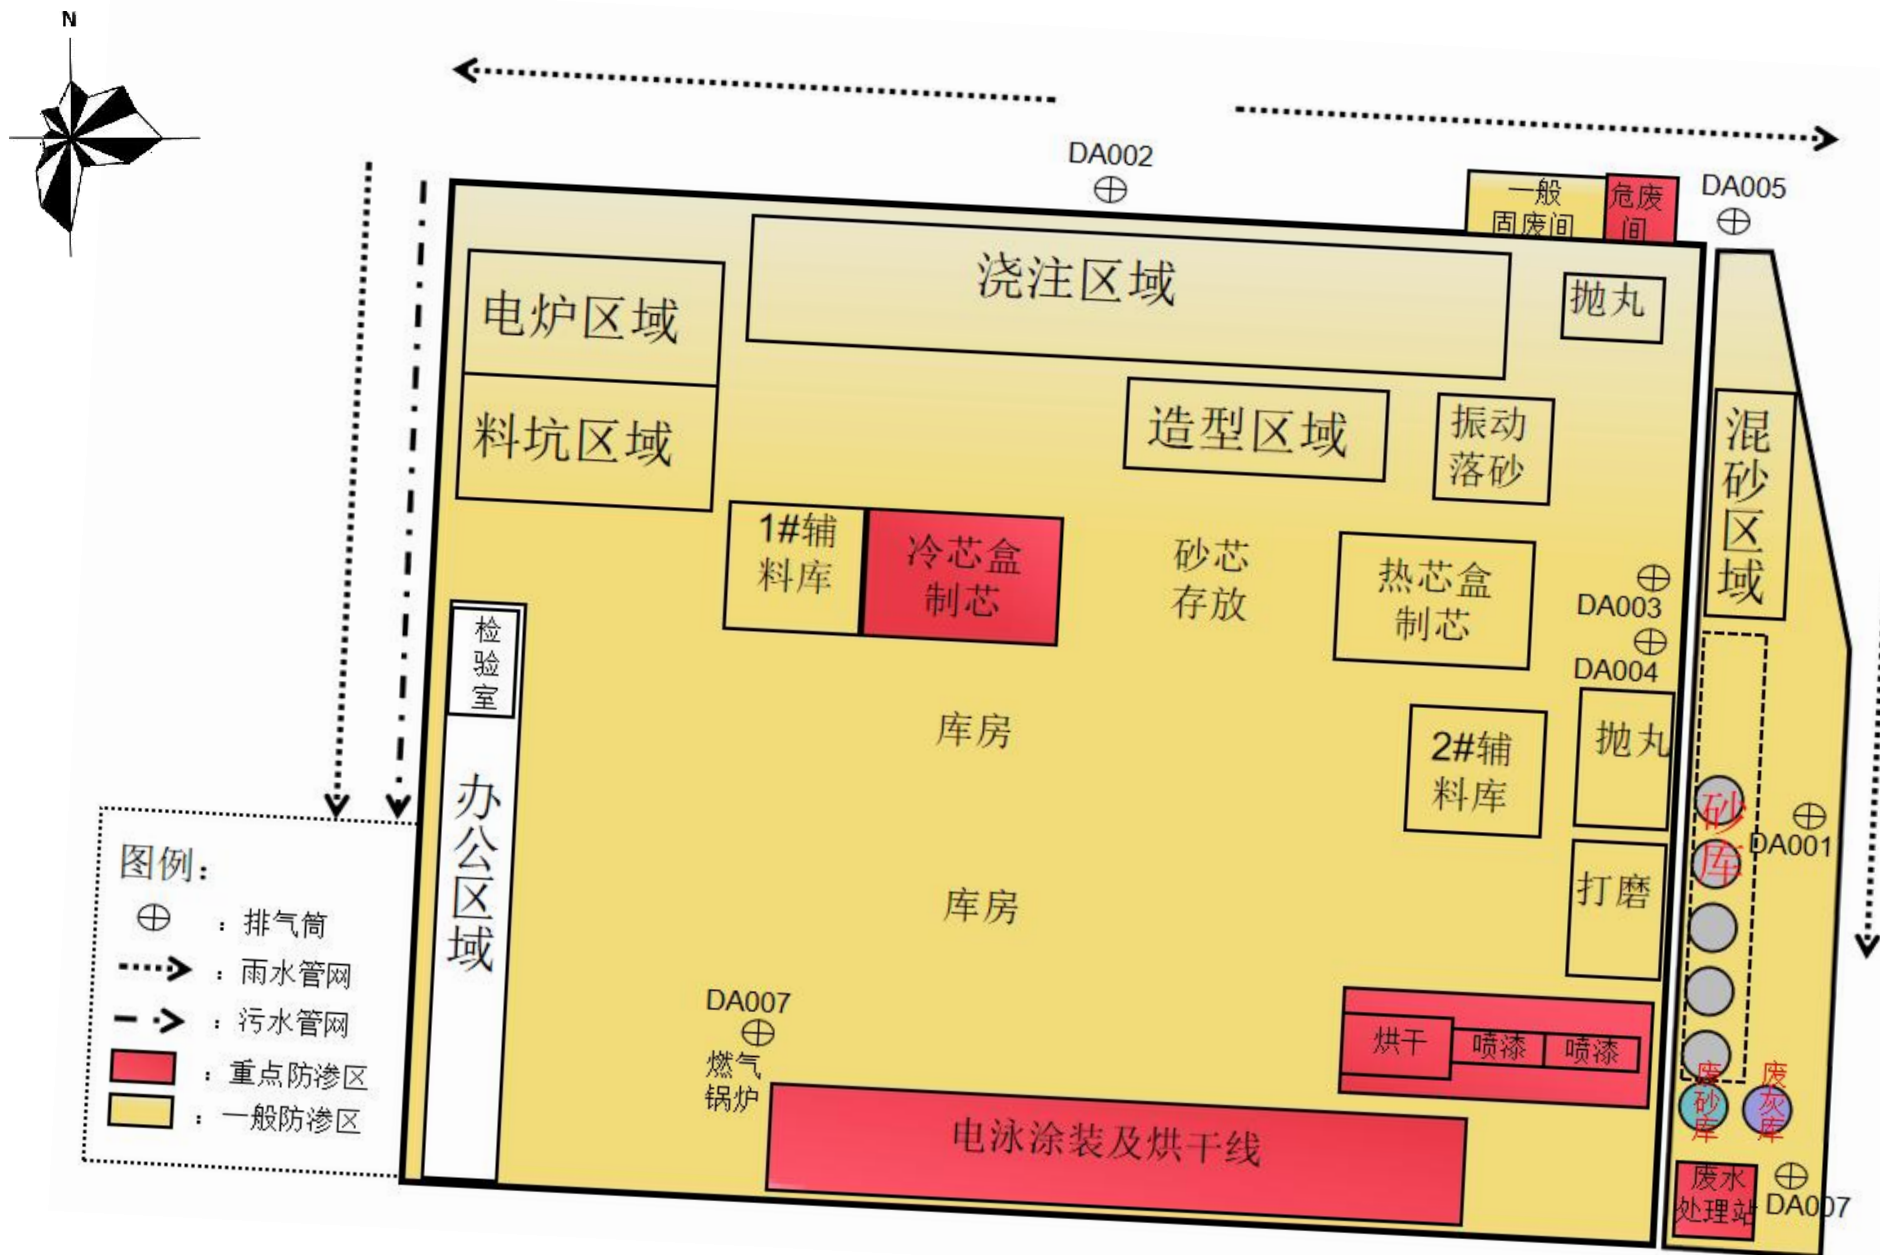 N
DA002
DA005
一般
固废间
危废
间
浇注区域
抛丸
电炉区域
料坑区域
造型区域
振动
落砂
混
砂
区
域
1#辅
料库
冷芯盒
制芯
砂芯
存放
热芯盒
制芯
DA003
DA004
检
验
室
库房
2#辅
料库
抛丸
砂
库
DA001
办
公
区
域
库房
打磨
图例：
：排气筒
：雨水管网
：污水管网
：重点防渗区
：一般防渗区
DA007
燃气
锅炉
烘干
喷漆
喷漆
电泳涂装及烘干线
废
砂
库
废
灰
库
废水
处理站
DA007